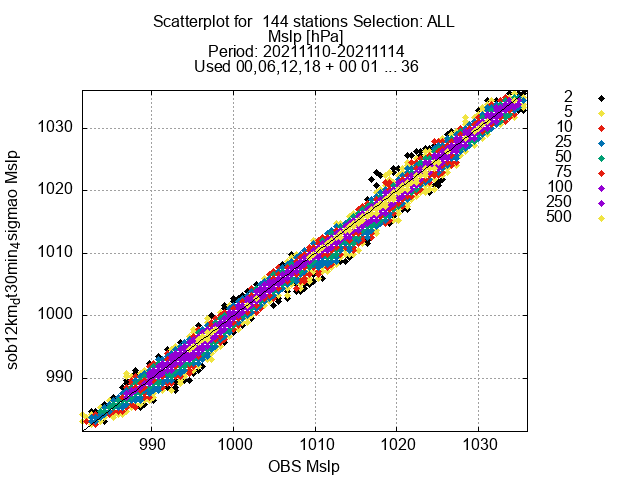 Scatterplot for  144 stations Selection: ALL
Mslp [hPa]
Period: 20211110-20211114
Used 00,06,12,18 + 00 01 ... 36
2
5
10
25
50
75
100
250
500
1030
1020
1010
1000
990
sob12km_dt30min_4sigmao Mslp
990 1000 1010 1020 1030
OBS Mslp